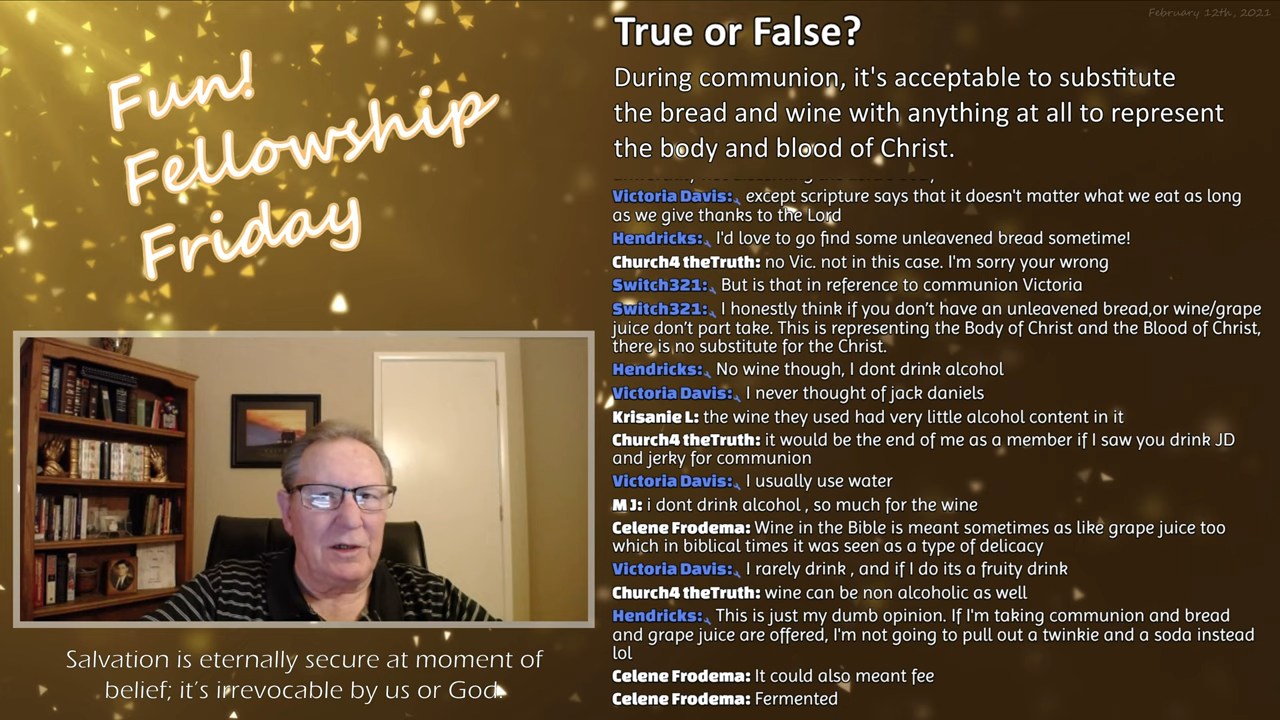 February 12th, 2021
Fun!
Fellowship
Friday
True or False?
During communion, it's acceptable to substitute
the bread and wine with anything at all to represent
the body and blood of Christ.
Victoria Davis: except scripture says that it doesn't matter what we eat as long
as we give thanks to the Lord
Hendricks: I'd love to go find some unleavened bread sometime!
Church4 theTruth: no Vic. not in this case. I'm sorry your wrong
Switch321: But is that in reference to communion Victoria
Switch321: I honestly think if you don't have an unleavened bread,or wine/grape
juice don't part take. This is representing the Body of Christ and the Blood of Christ,
there is no substitute for the Christ.
Hendricks: No wine though, I dont drink alcohol
Victoria Davis: I never thought of jack daniels
Krisanie L: the wine they used had very little alcohol content in it
Church4 theTruth: it would be the end of me as a member if I saw you drink JD
and jerky for communion
Victoria Davis: I usually use water
M J: i dont drink alcohol , so much for the wine
Celene Frodema: Wine in the Bible is meant sometimes as like grape juice too
which in biblical times it was seen as a type of delicacy
Victoria Davis: I rarely drink , and if I do its a fruity drink
Church4 theTruth: wine can be non alcoholic as well
Hendricks: This is just my dumb opinion. If I'm taking communion and bread
and grape juice are offered, I'm not going to pull out a twinkie and a soda instead
lol
Celene Frodema: It could also meant fee
Celene Frodema: Fermented
Salvation is eternally secure at moment of
belief; it's irrevocable by us or God.